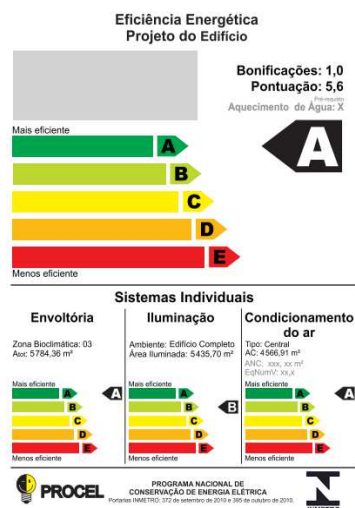 Eficiência Energética
Projeto do Edifício
Bonificações: 1,0
Pontuação: 5,6
Pré-requisito
Aquecimento de Água: X
Mais eficiente
A
A
B
C
D
E
Menos eficiente
Sistemas Individuais
Envoltória
Zona Bioclimática: 03
Atot: 5784,36 m²
Mais eficiente
A
A
B
C
D
E
Menos eficiente
Iluminação
Ambiente: Edifício Completo
Área Iluminada: 5435,70 m²
Mais eficiente
A
B
B
C
D
E
Menos eficiente
Condicionamento
do ar
Tipo: Central
AC: 4566,91 m²
ANC: xxx, xx m²
EqNumV: xx,x
Mais eficiente
A
A
B
C
D
E
Menos eficiente
PROCEL
PROGRAMA NACIONAL DE
CONSERVAÇÃO DE ENERGIA ELÉTRICA
Portarias INMETRO: 372 de setembro de 2010 e 395 de outubro de 2010.
INMETRO